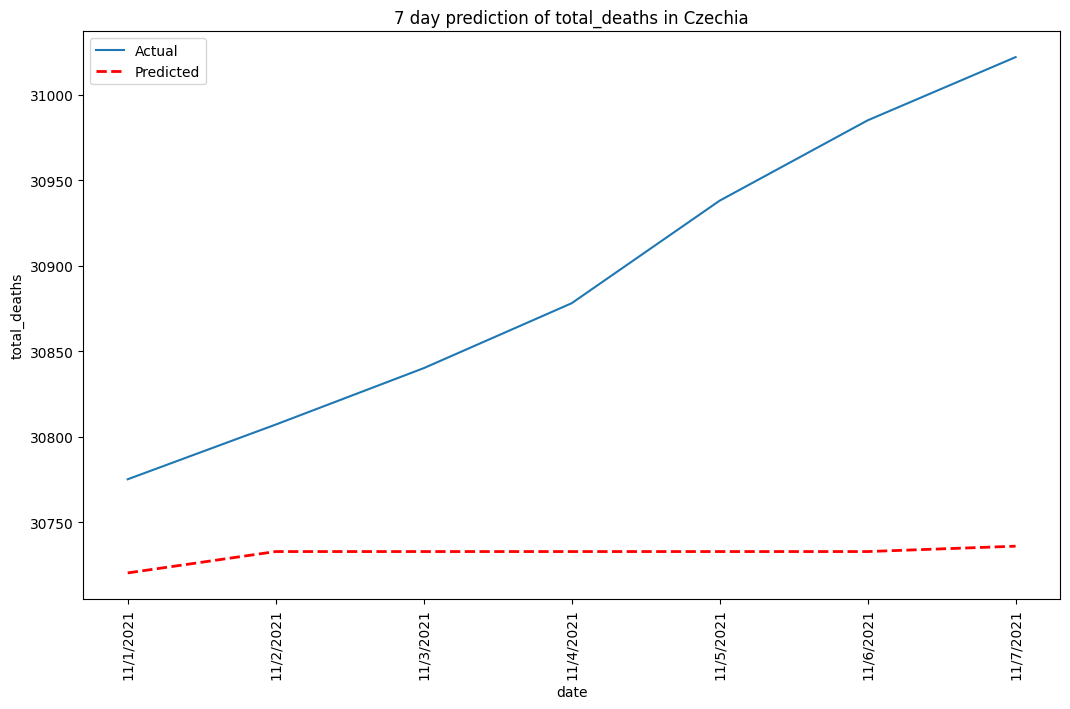 7 day prediction of total_deaths in Czechia
Actual
Predicted
total_deaths
31000
30950
30900
30850
30800
30750
11/1/2021
11/2/2021
11/3/2021
11/4/2021
11/5/2021
11/6/2021
11/7/2021
date